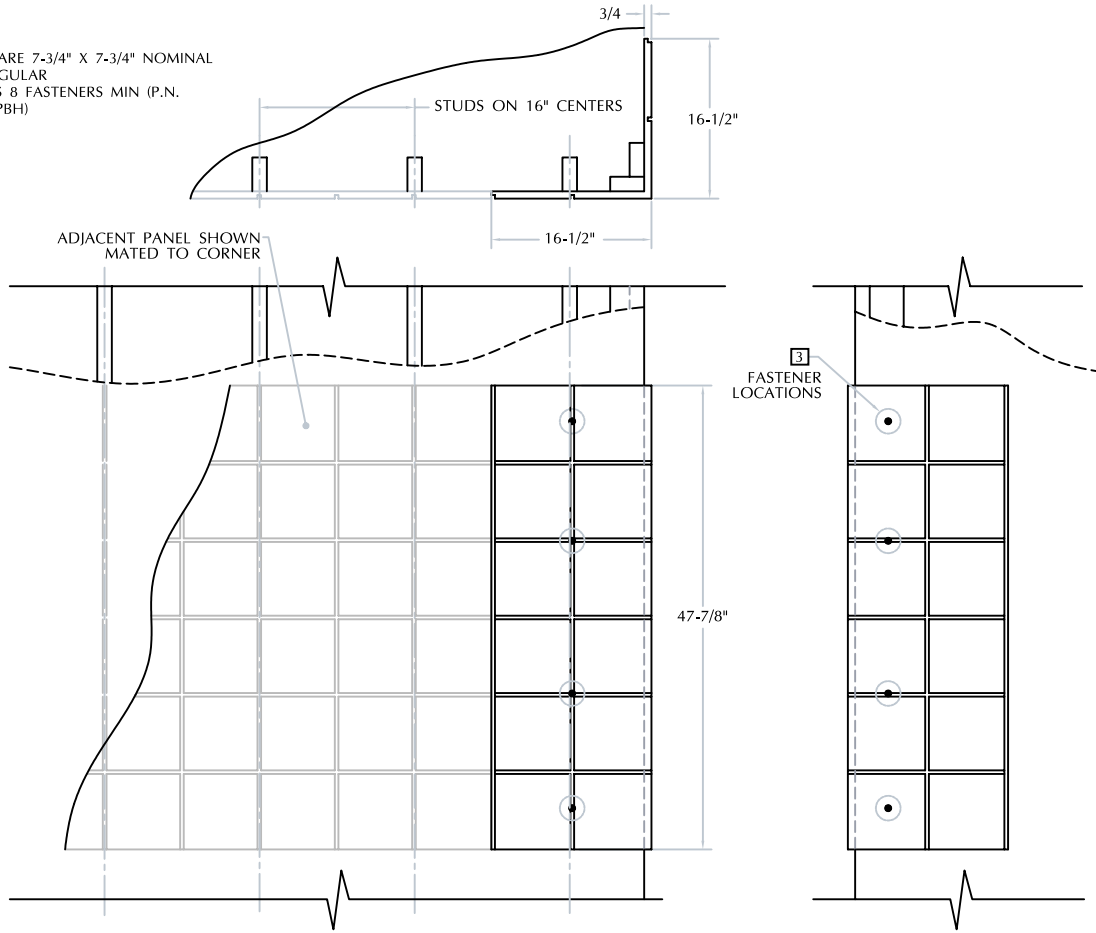 ARE 7-3/4" X 7-3/4" NOMINAL
GULAR
S 8 FASTENERS MIN (P.N.
PBH)
3/4
STUDS ON 16" CENTERS
16-1/2"
16-1/2"
ADJACENT PANEL SHOWN
MATED TO CORNER
3
FASTENER
LOCATIONS
47-7/8"